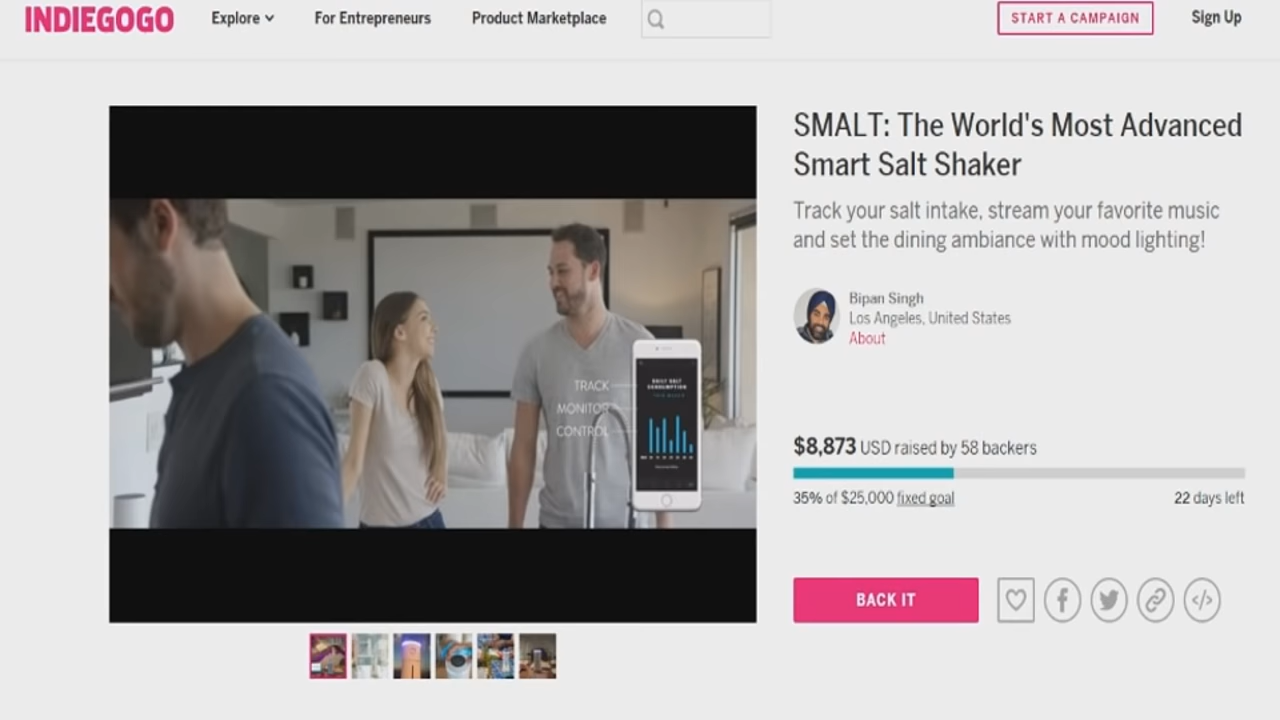 INDIEGOGO
Explore
For Entrepreneurs
Product Marketplace
START A CAMPAIGN
Sign Up
SMALT: The World's Most Advanced
Smart Salt Shaker
Track your salt intake, stream your favorite music
and set the dining ambiance with mood lighting!
Bipan Singh
Los Angeles, United States
About
TRACK
MONITOR
CONTROL
DAILY SALT
CONSUMPTION
$8,873 USD raised by 58 backers
35% of $25,000 fixed goal
22 days left
BACK IT